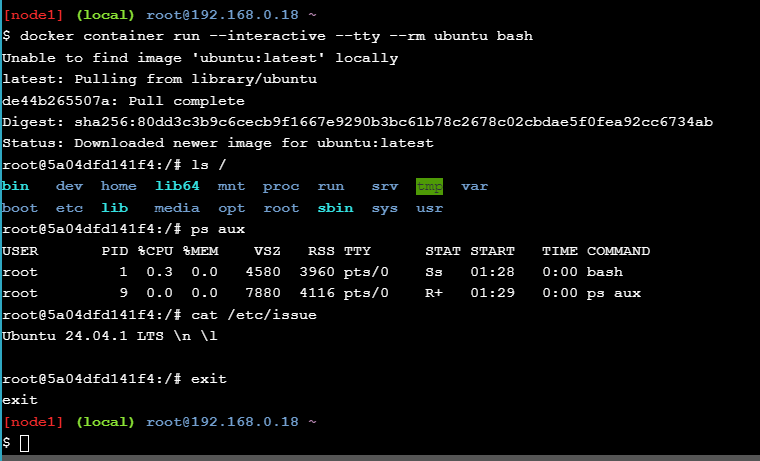 [node1] (local) root@192.168.0.18 ~
$ docker container run --interactive --tty --rm ubuntu bash
Unable to find image 'ubuntu:latest' locally
latest: Pulling from library/ubuntu
de44b265507a: Pull complete
Digest: sha256:80dd3c3b9c6cecb9f1667e9290b3bc61b78c2678c02cbdae5f0fea92cc6734ab
Status: Downloaded newer image for ubuntu:latest
root@5a04dfd141f4:/# ls /
bin   dev  home  lib64  mnt  proc  run   srv  tmp  var
boot  etc  lib   media  opt  root  sbin  sys  usr
root@5a04dfd141f4:/# ps aux
USER       PID %CPU %MEM    VSZ   RSS TTY      STAT START   TIME COMMAND
root         1  0.3  0.0   4580  3960 pts/0    Ss   01:28   0:00 bash
root         9  0.0  0.0   7880  4116 pts/0    R+   01:29   0:00 ps aux
root@5a04dfd141f4:/# cat /etc/issue
Ubuntu 24.04.1 LTS \n \l
root@5a04dfd141f4:/# exit
exit
[node1] (local) root@192.168.0.18 ~
$